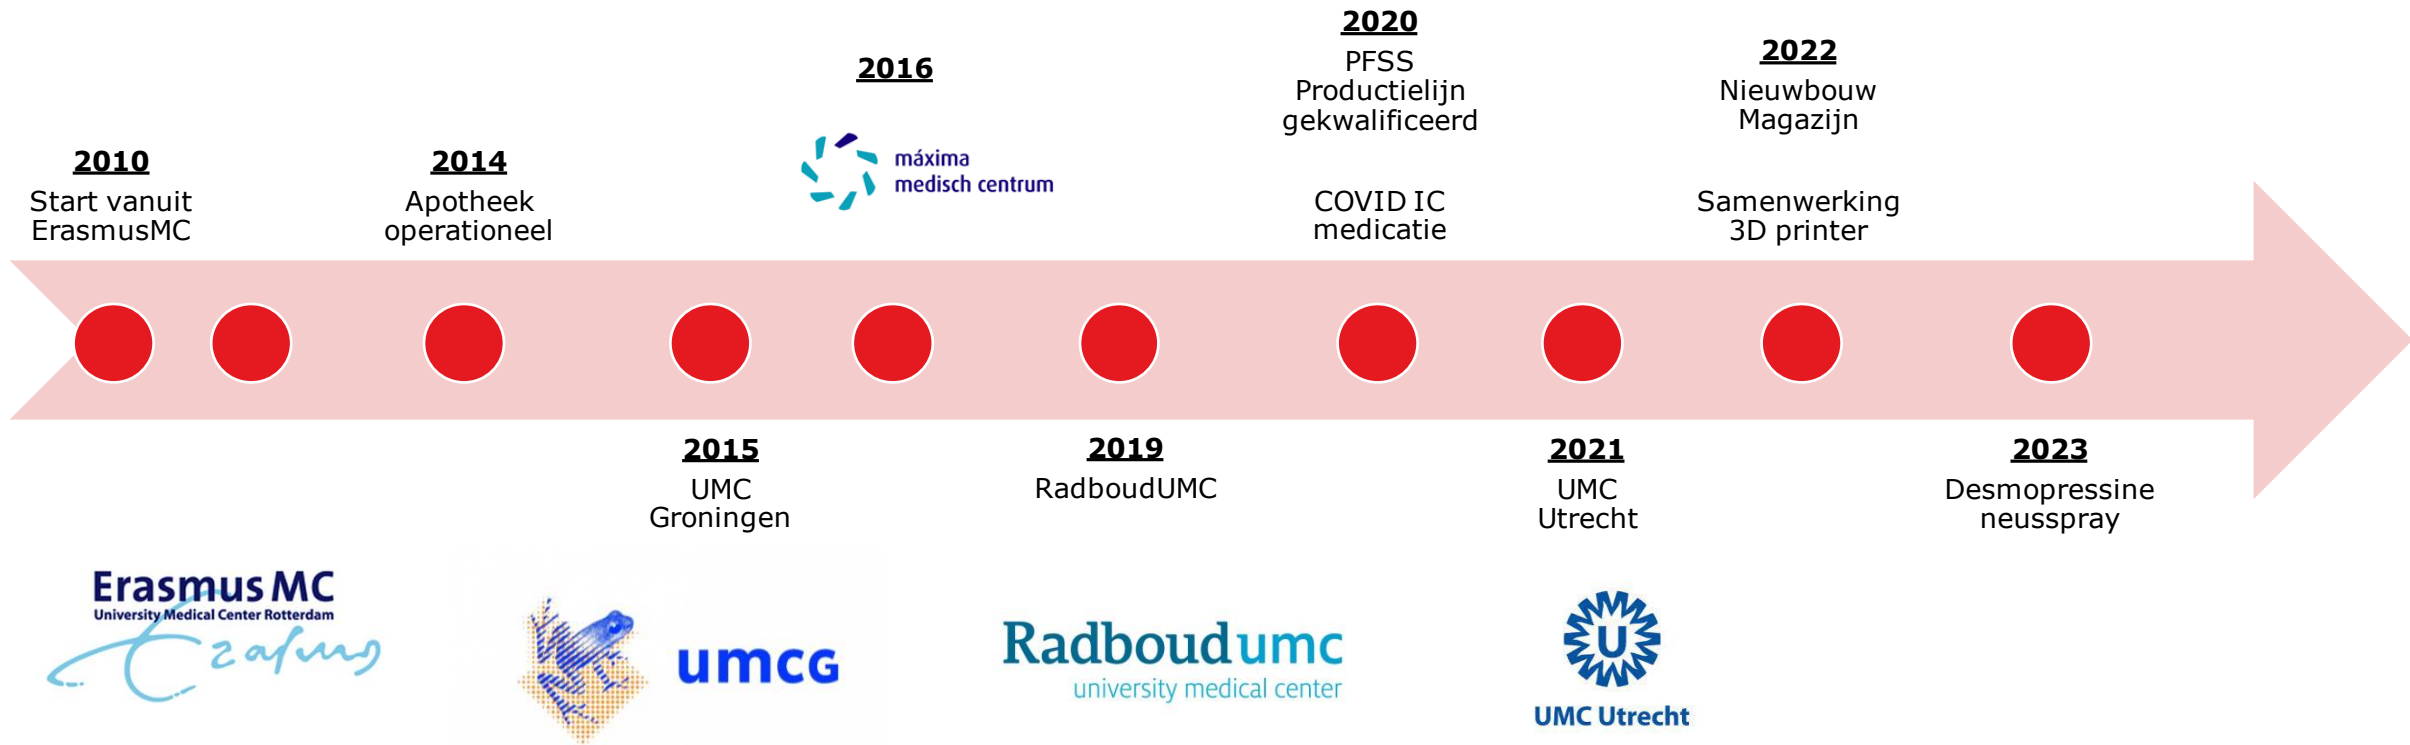 2010
Start vanuit
ErasmusMC
2014
Apotheek
operationeel
2016
máxima
medisch centrum
2020
PFSS
Productielijn
gekwalificeerd
COVID IC
medicatie
2022
Nieuwbouw
Magazijn
Samenwerking
3D printer
2015
UMC
Groningen
2019
RadboudUMC
2021
UMC
Utrecht
2023
Desmopressine
neusspray
Erasmus MC
University Medical Center Rotterdam
Erasmus
umcg
Radboudumc
university medical center
U
UMC Utrecht